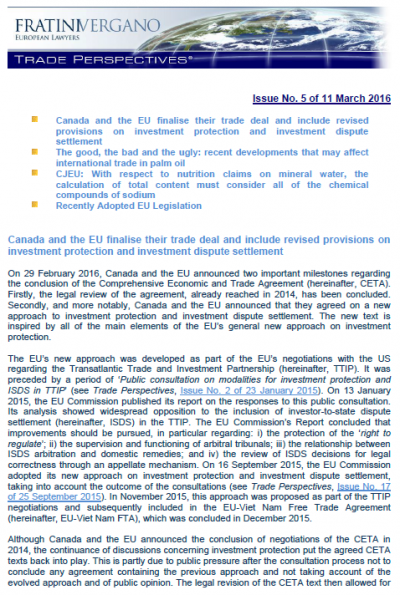 FRATINIVERGANO
EUROPEAN LAWYERS
TRADE PERSPECTIVES®
Issue No. 5 of 11 March 2016
Canada and the EU finalise their trade deal and include revised
provisions on investment protection and investment dispute
settlement
The good, the bad and the ugly: recent developments that may affect
international trade in palm oil
CJEU: With respect to nutrition claims on mineral water, the
calculation of total content must consider all of the chemical
compounds of sodium
Recently Adopted EU Legislation
Canada and the EU finalise their trade deal and include revised provisions on
investment protection and investment dispute settlement
On 29 February 2016, Canada and the EU announced two important milestones regarding
the conclusion of the Comprehensive Economic and Trade Agreement (hereinafter, CETA).
Firstly, the legal review of the agreement, already reached in 2014, has been concluded.
Secondly, and more notably, Canada and the EU announced that they agreed on a new
approach to investment protection and investment dispute settlement. The new text is
inspired by all of the main elements of the EU's general new approach on investment
protection.
The EU's new approach was developed as part of the EU's negotiations with the US
regarding the Transatlantic Trade and Investment Partnership (hereinafter, TTIP). It was
preceded by a period of 'Public consultation on modalities for investment protection and
ISDS in TTIP' (see Trade Perspectives, Issue No. 2 of 23 January 2015). On 13 January
2015, the EU Commission published its report on the responses to this public consultation.
Its analysis showed widespread opposition to the inclusion of investor-to-state dispute
settlement (hereinafter, ISDS) in the TTIP. The EU Commission's Report concluded that
improvements should be pursued, in particular regarding: i) the protection of the 'right to
regulate'; ii) the supervision and functioning of arbitral tribunals; iii) the relationship between
ISDS arbitration and domestic remedies; and iv) the review of ISDS decisions for legal
correctness through an appellate mechanism. On 16 September 2015, the EU Commission
adopted its new approach on investment protection and investment dispute settlement,
taking into account the outcome of the consultations (see Trade Perspectives, Issue No. 17
of 25 September 2015). In November 2015, this approach was proposed as part of the TTIP
negotiations and subsequently included in the EU-Viet Nam Free Trade Agreement
(hereinafter, EU-Viet Nam FTA), which was concluded in December 2015.
Although Canada and the EU announced the conclusion of negotiations of the CETA in
2014, the continuance of discussions concerning investment protection put the agreed CETA
texts back into play. This is partly due to public pressure after the consultation process not to
conclude any agreement containing the previous approach and not taking account of the
evolved approach and of public opinion. The legal revision of the CETA text then allowed for